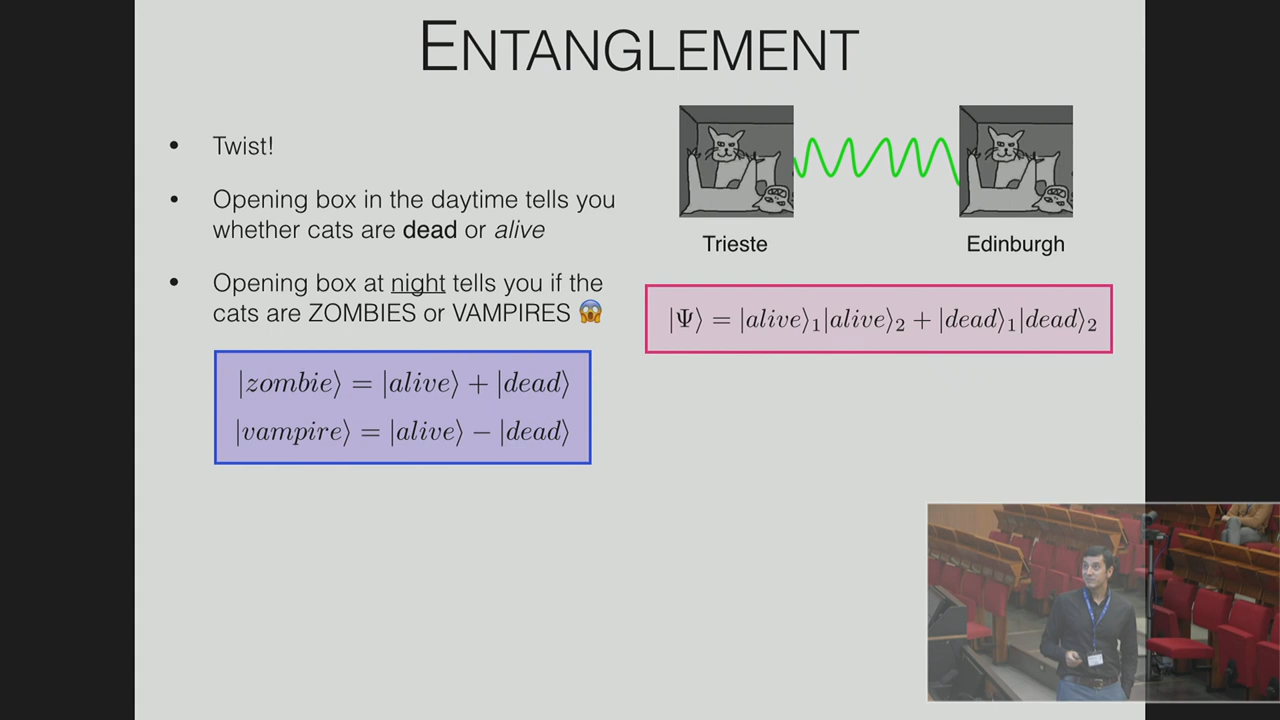 ENTANGLEMENT
• Twist!
• Opening box in the daytime tells you
whether cats are dead or alive
• Opening box at night tells you if the
cats are ZOMBIES or VAMPIRES 😱
|zombie⟩ = |alive⟩ + |dead⟩
|vampire⟩ = |alive⟩ − |dead⟩
Trieste
Edinburgh
|Ψ⟩ = |alive⟩₁|alive⟩₂ + |dead⟩₁|dead⟩₂